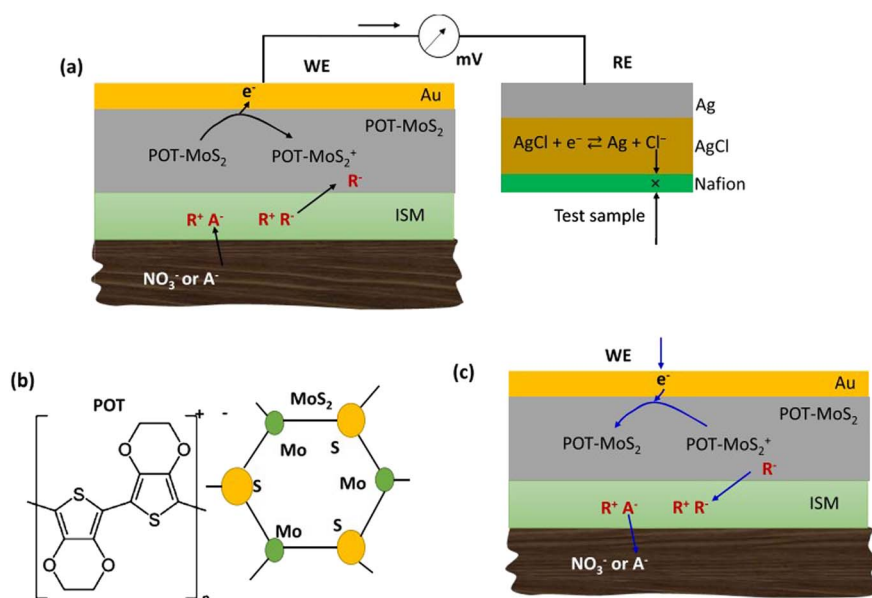 (a)
WE
mV
RE
e⁻
Au
POT-MoS₂
POT-MoS₂
POT-MoS₂⁺
R⁻
R⁺ A⁻
R⁺ R⁻
ISM
NO₃⁻ or A⁻
Ag
AgCl + e⁻ ⇄ Ag + Cl⁻
AgCl
×
Nafion
Test sample
(b)
POT
+
-
MoS₂
O
O
S
S
O
O
n
Mo
S
S
Mo
Mo
S
(c)
WE
e⁻
Au
POT-MoS₂
POT-MoS₂
POT-MoS₂⁺
R⁻
R⁺ A⁻
R⁺ R⁻
ISM
NO₃⁻ or A⁻